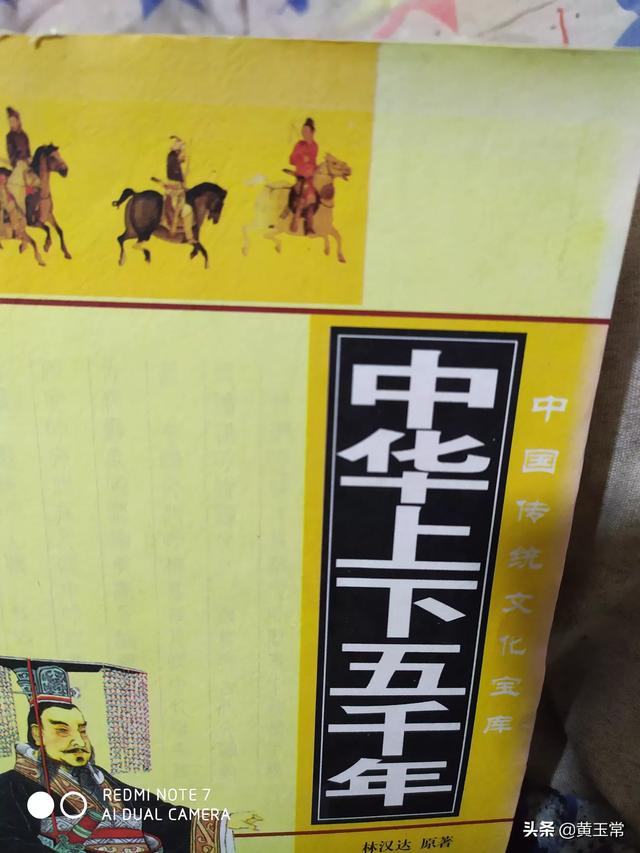 中华上下五千年
中国传统文化宝库
林汉达 原著
REDMI NOTE 7
AI DUAL CAMERA
头条 @黄玉常